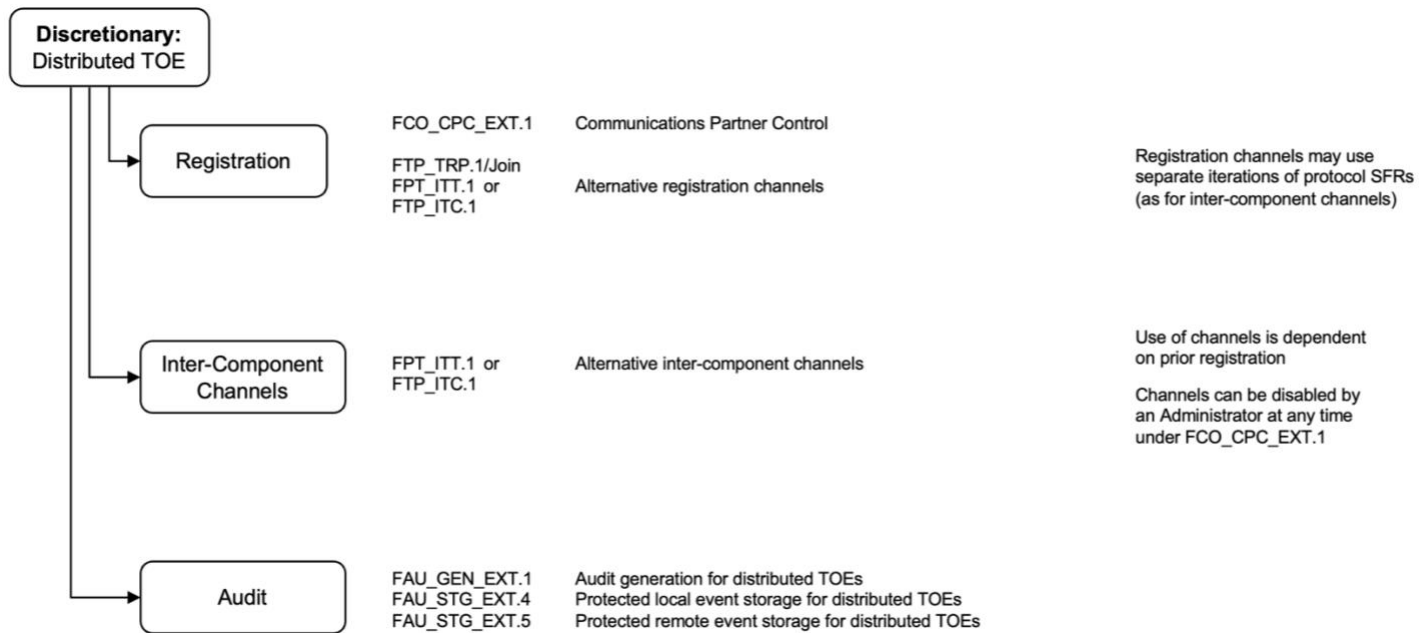 Discretionary:
Distributed TOE
Registration
FCO_CPC_EXT.1 Communications Partner Control
FTP_TRP.1/Join
FPT_ITT.1 or Alternative registration channels
FTP_ITC.1
Registration channels may use
separate iterations of protocol SFRs
(as for inter-component channels)
Inter-Component
Channels
FPT_ITT.1 or Alternative inter-component channels
FTP_ITC.1
Use of channels is dependent
on prior registration
Channels can be disabled by
an Administrator at any time
under FCO_CPC_EXT.1
Audit
FAU_GEN_EXT.1 Audit generation for distributed TOEs
FAU_STG_EXT.4 Protected local event storage for distributed TOEs
FAU_STG_EXT.5 Protected remote event storage for distributed TOEs